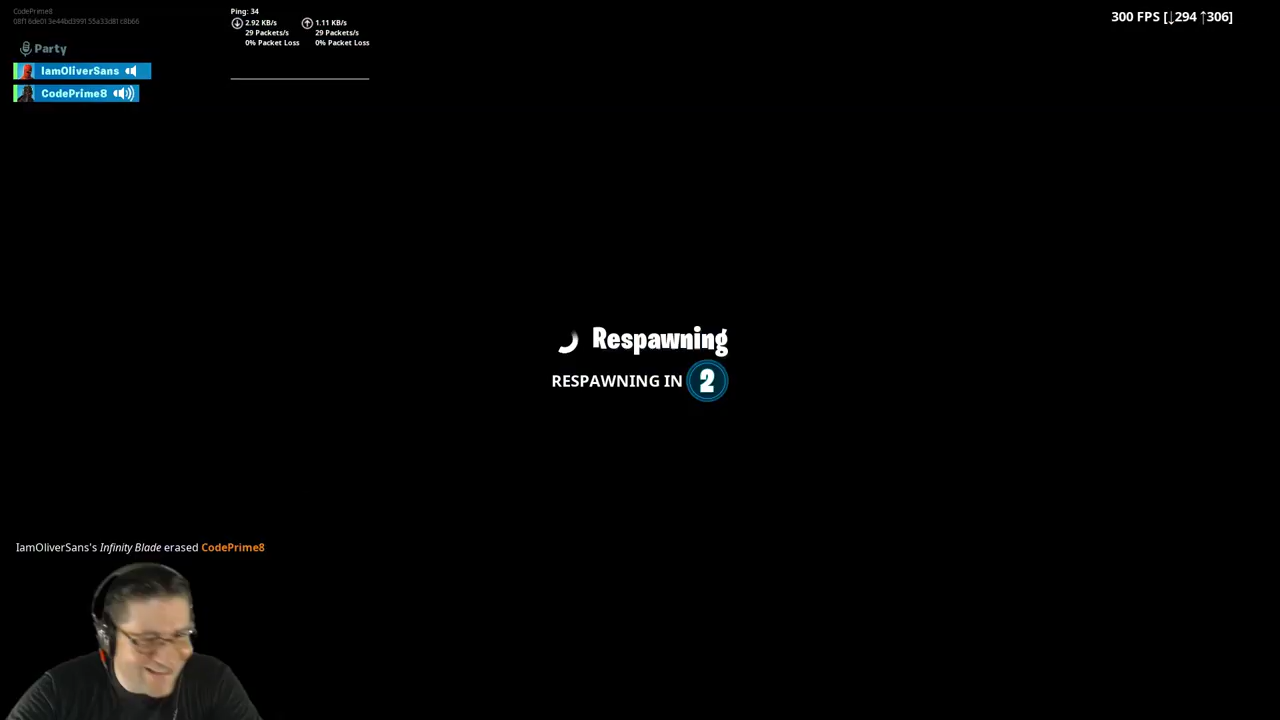 CodePrime8
Ping: 34
2.92 KB/s
1.11 KB/s
29 Packets/s
29 Packets/s
0% Packet Loss
0% Packet Loss
300 FPS [↓294 ↑306]
Party
IamOliverSans
CodePrime8
Respawning
RESPAWNING IN 2
IamOliverSans's Infinity Blade erased CodePrime8